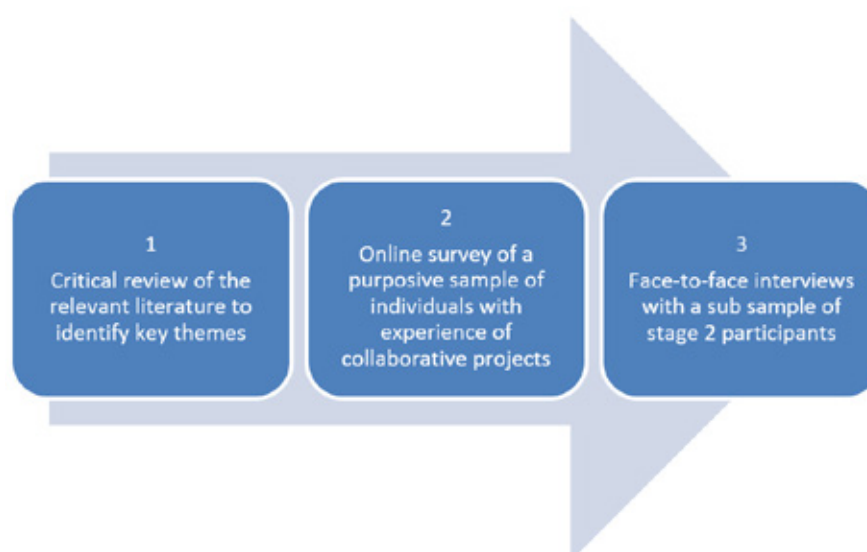 1
Critical review of the
relevant literature to
identify key themes
2
Online survey of a
purposive sample of
individuals with
experience of
collaborative projects
3
Face-to-face interviews
with a sub sample of
stage 2 participants